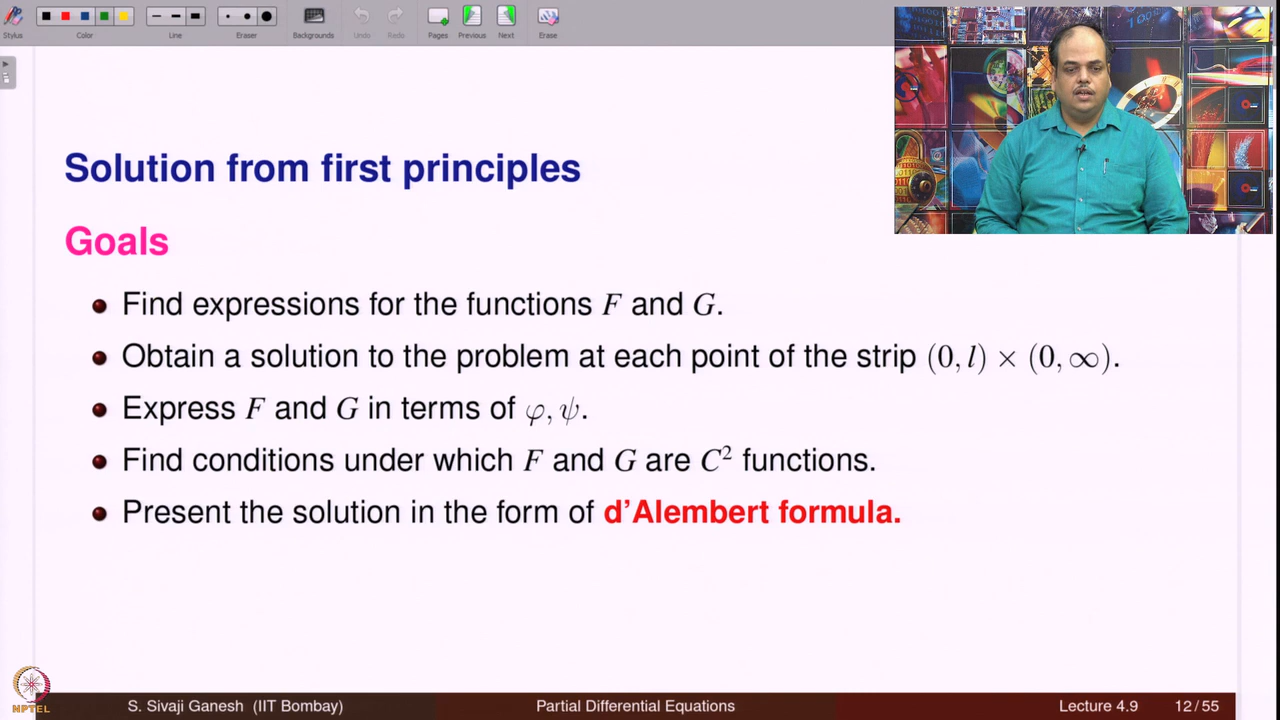 Stylus
Color
Line
Eraser
Backgrounds
Undo
Redo
Pages
Previous
Next
Erase
Solution from first principles
Goals
Find expressions for the functions F and G.
Obtain a solution to the problem at each point of the strip (0, l) × (0, ∞).
Express F and G in terms of φ, ψ.
Find conditions under which F and G are C² functions.
Present the solution in the form of d'Alembert formula.
NPTEL
S. Sivaji Ganesh (IIT Bombay)
Partial Differential Equations
Lecture 4.9
12/55